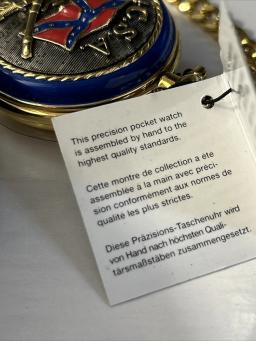 CSA
This precision pocket watch
is assembled by hand to the
highest quality standards.
Cette montre de collection a été
assemblée à la main avec préci-
sion conformément aux normes de
qualité les plus strictes.
Diese Präzisions-Taschenuhr wird
von Hand nach höchsten Quali-
tärsmaßstäben zusammengesetzt.